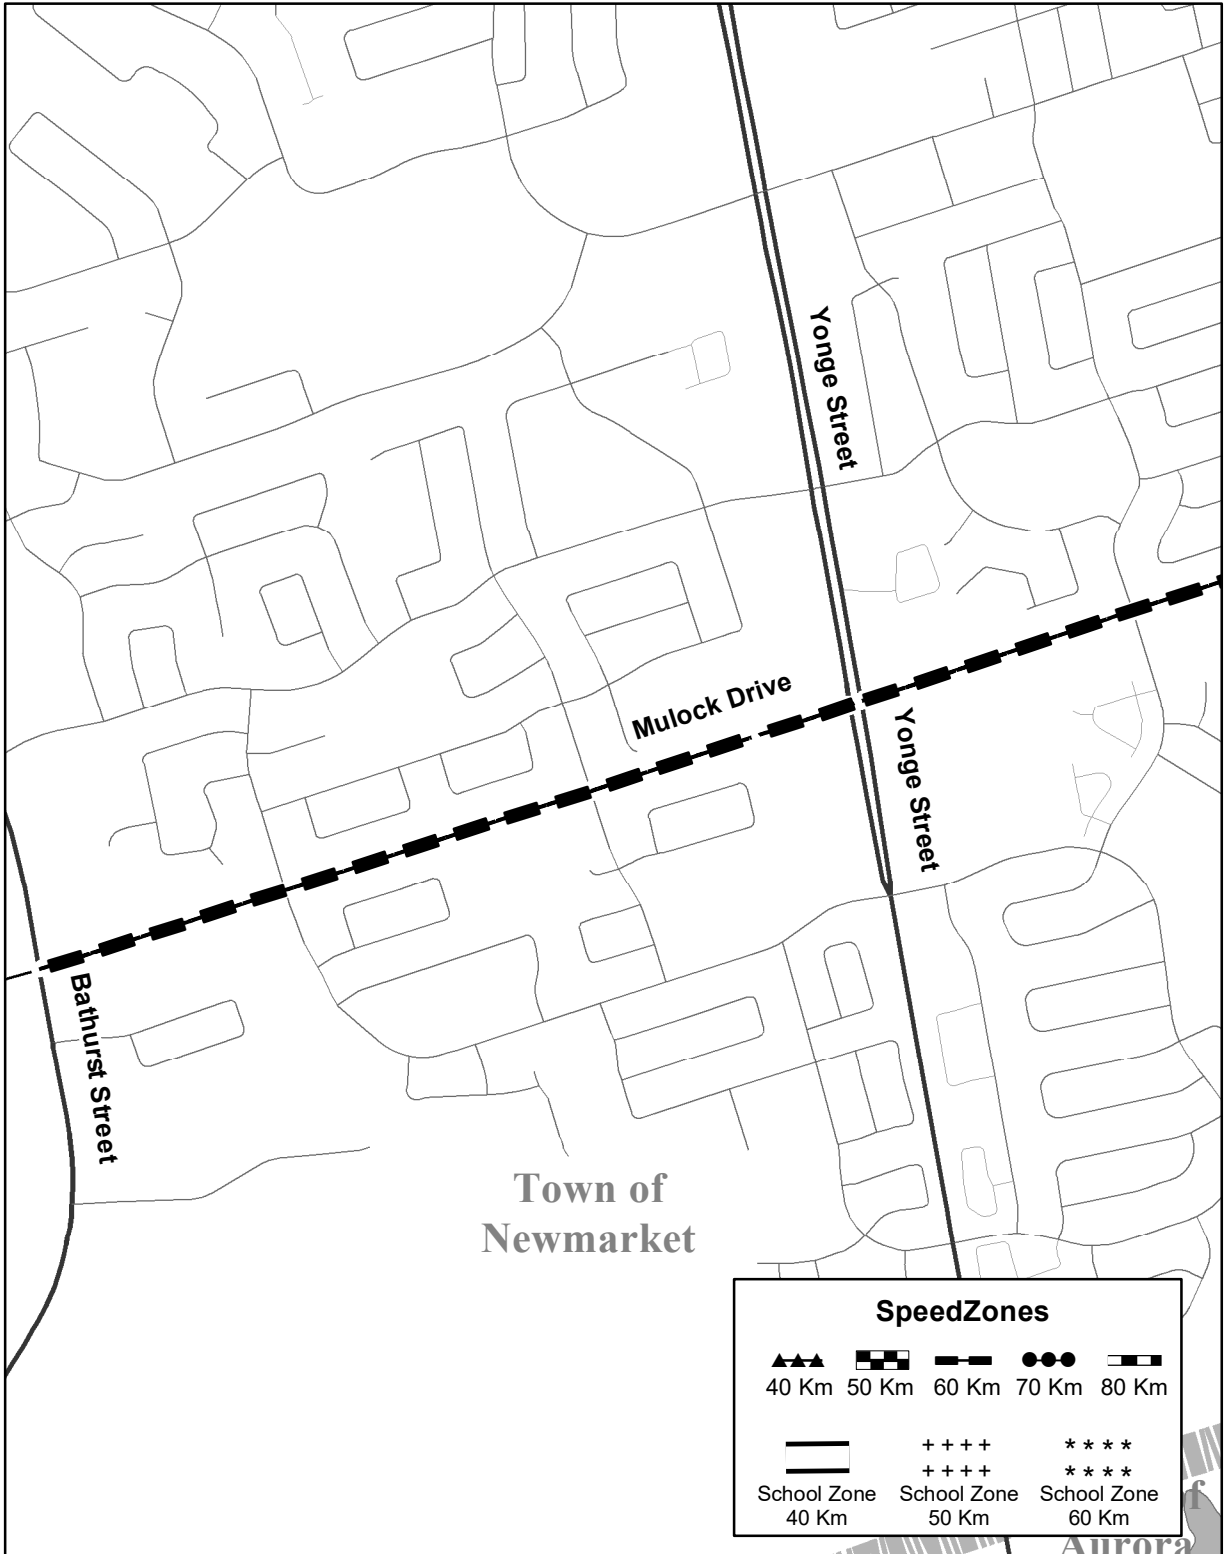 Yonge Street
Mulock Drive
Yonge Street
Bathurst Street
Town of
Newmarket
SpeedZones
40 Km 50 Km 60 Km 70 Km 80 Km
School Zone School Zone School Zone
40 Km 50 Km 60 Km
Aurora